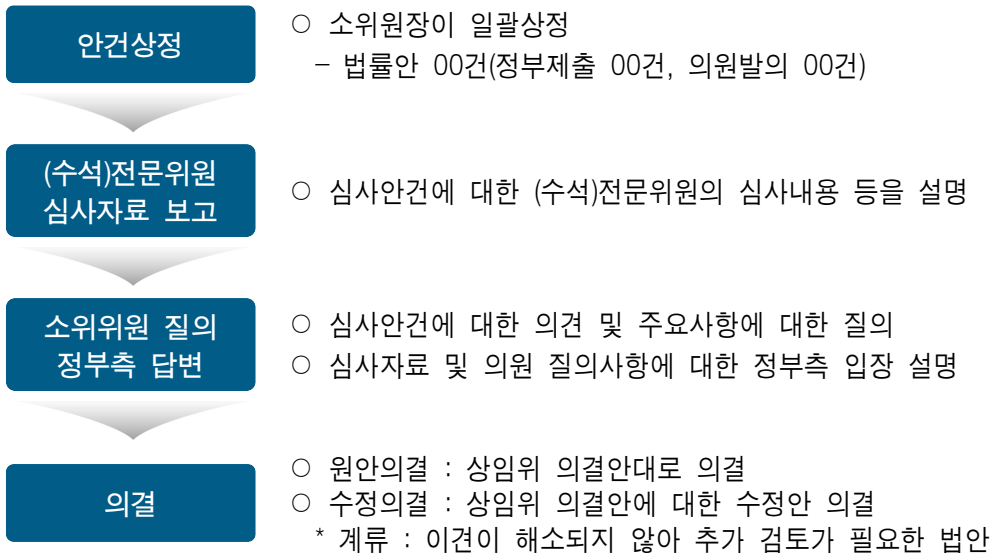 안건상정
○ 소위원장이 일괄상정
- 법률안 00건(정부제출 00건, 의원발의 00건)
(수석)전문위원
심사자료 보고
○ 심사안건에 대한 (수석)전문위원의 심사내용 등을 설명
소위위원 질의
정부측 답변
○ 심사안건에 대한 의견 및 주요사항에 대한 질의
○ 심사자료 및 의원 질의사항에 대한 정부측 입장 설명
의결
○ 원안의결 : 상임위 의결안대로 의결
○ 수정의결 : 상임위 의결안에 대한 수정안 의결
* 계류 : 이견이 해소되지 않아 추가 검토가 필요한 법안